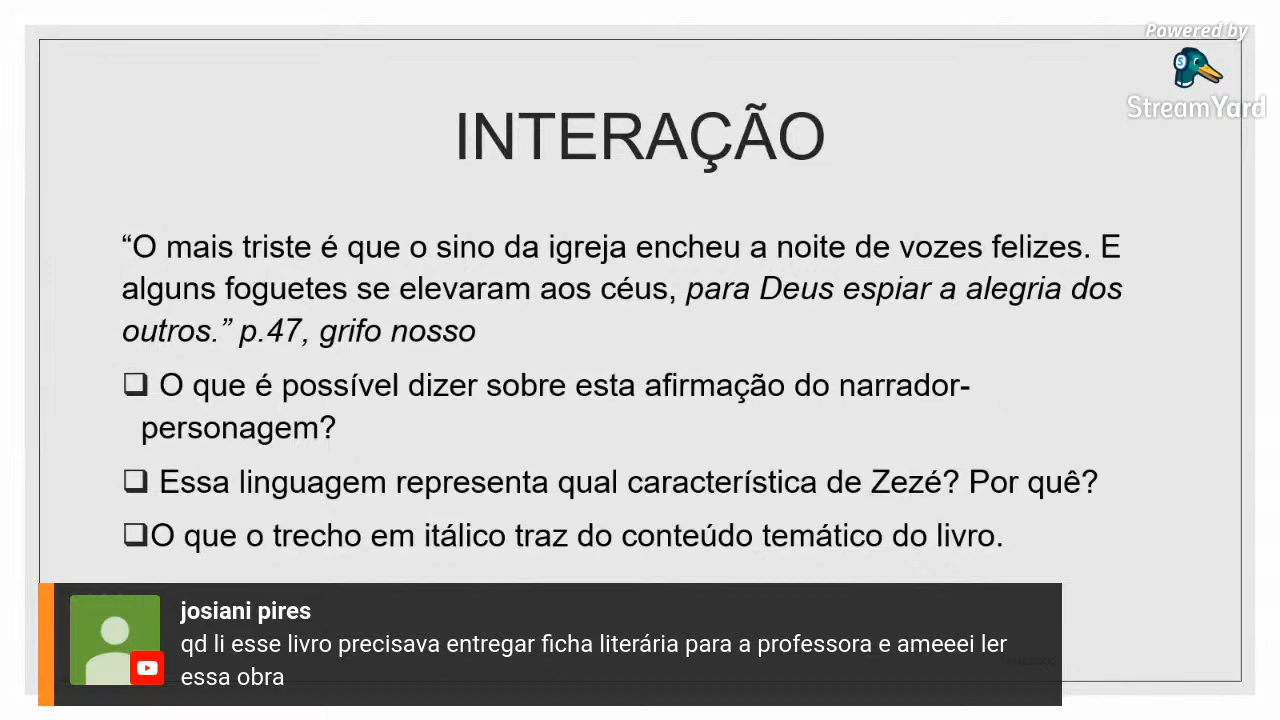 Powered by
StreamYard
INTERAÇÃO
“O mais triste é que o sino da igreja encheu a noite de vozes felizes. E
alguns foguetes se elevaram aos céus, para Deus espiar a alegria dos
outros.” p.47, grifo nosso
❑ O que é possível dizer sobre esta afirmação do narrador-
personagem?
❑ Essa linguagem representa qual característica de Zezé? Por quê?
❑O que o trecho em itálico traz do conteúdo temático do livro.
josiani pires
qd li esse livro precisava entregar ficha literária para a professora e ameeei ler
essa obra